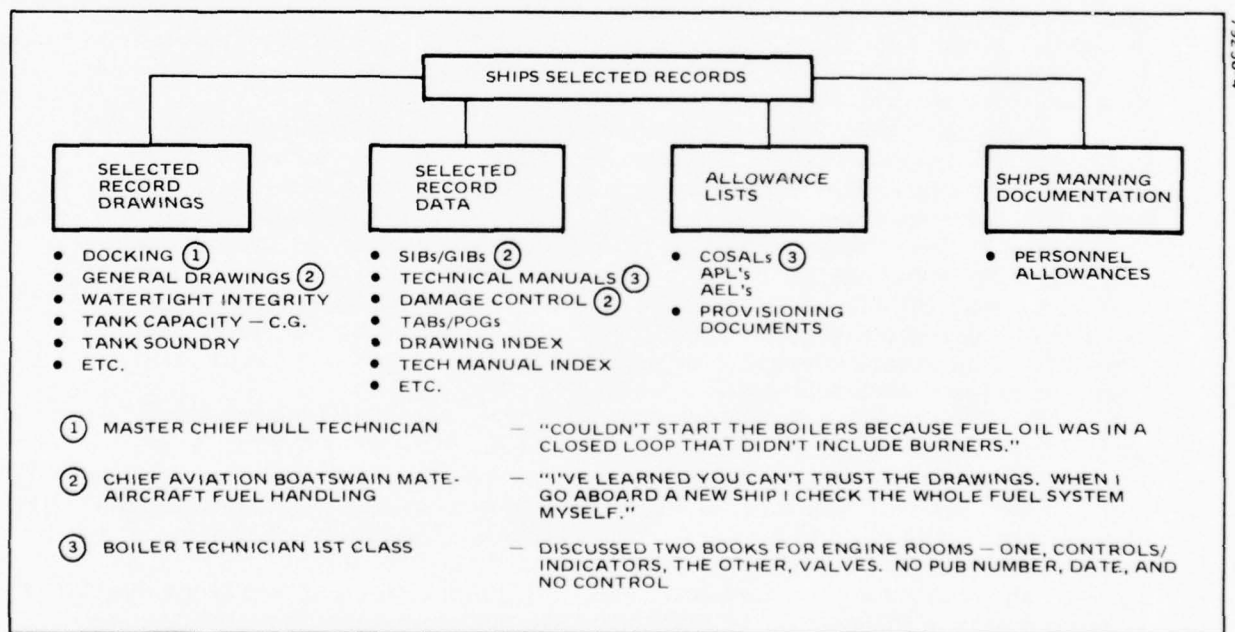 SHIPS SELECTED RECORDS
SELECTED
RECORD
DRAWINGS
• DOCKING ①
• GENERAL DRAWINGS ②
• WATERTIGHT INTEGRITY
• TANK CAPACITY — C.G.
• TANK SOUNDRY
• ETC.
SELECTED
RECORD
DATA
• SIBs/GIBs ②
• TECHNICAL MANUALS ③
• DAMAGE CONTROL ②
• TABs/POGs
• DRAWING INDEX
• TECH MANUAL INDEX
• ETC.
ALLOWANCE
LISTS
• COSALs ③
APL's
AEL's
• PROVISIONING
DOCUMENTS
SHIPS MANNING
DOCUMENTATION
• PERSONNEL
ALLOWANCES
① MASTER CHIEF HULL TECHNICIAN — "COULDN'T START THE BOILERS BECAUSE FUEL OIL WAS IN A
CLOSED LOOP THAT DIDN'T INCLUDE BURNERS."
② CHIEF AVIATION BOATSWAIN MATE- — "I'VE LEARNED YOU CAN'T TRUST THE DRAWINGS. WHEN I
AIRCRAFT FUEL HANDLING GO ABOARD A NEW SHIP I CHECK THE WHOLE FUEL SYSTEM
MYSELF."
③ BOILER TECHNICIAN 1ST CLASS — DISCUSSED TWO BOOKS FOR ENGINE ROOMS — ONE, CONTROLS/
INDICATORS, THE OTHER, VALVES. NO PUB NUMBER, DATE, AND
NO CONTROL